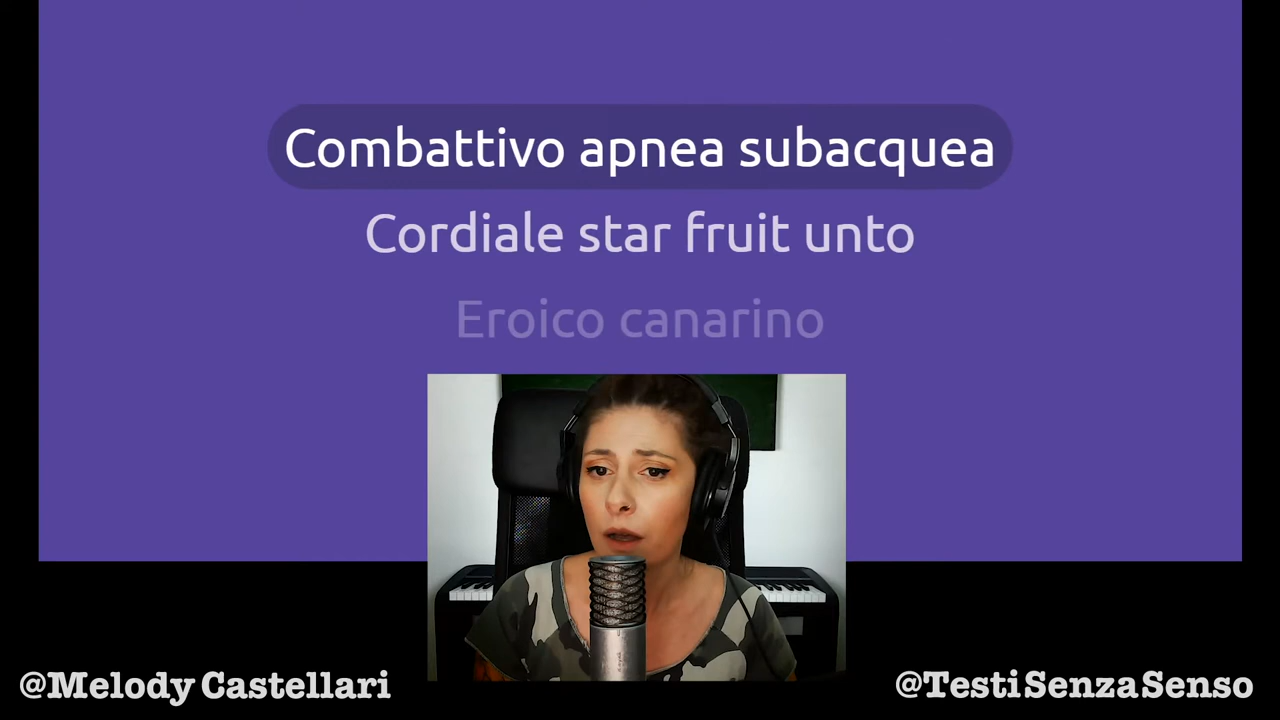 Combattivo apnea subacquea
Cordiale star fruit unto
Eroico canarino
@Melody Castellari
@TestiSenzaSenso